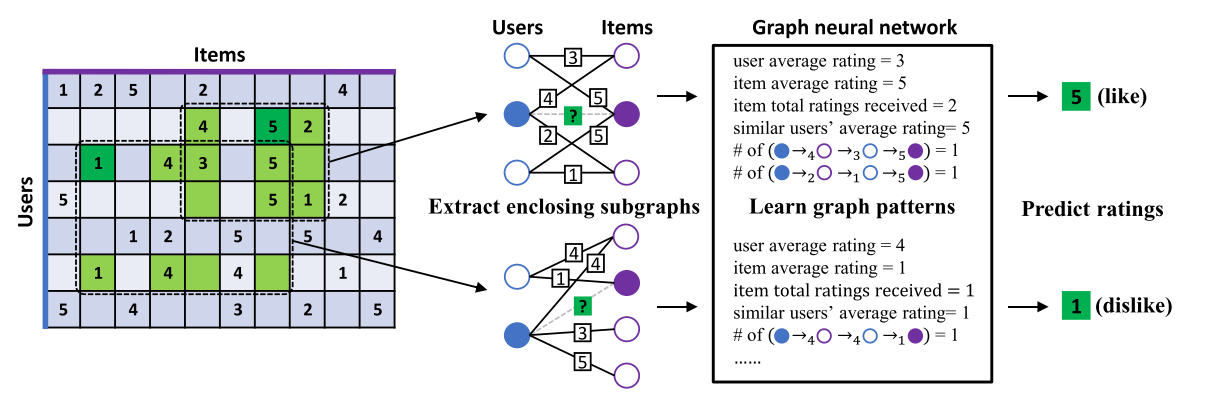 Items
Users
1 2 5 2 4
4 5 2
1 4 3 5
5 5 1 2
1 2 5 5 4
1 4 4 1
5 4 3 2 5
Users Items
3
4 5
?
2 5
1
Extract enclosing subgraphs
4
4
1
?
3
5
Graph neural network
user average rating = 3
item average rating = 5
item total ratings received = 2
similar users' average rating= 5
# of (→4 →3 →5 ) = 1
# of (→2 →1 →5 ) = 1
Learn graph patterns
user average rating = 4
item average rating = 1
item total ratings received = 1
similar users' average rating= 1
# of (→4 →4 →1 ) = 1
......
5 (like)
Predict ratings
1 (dislike)